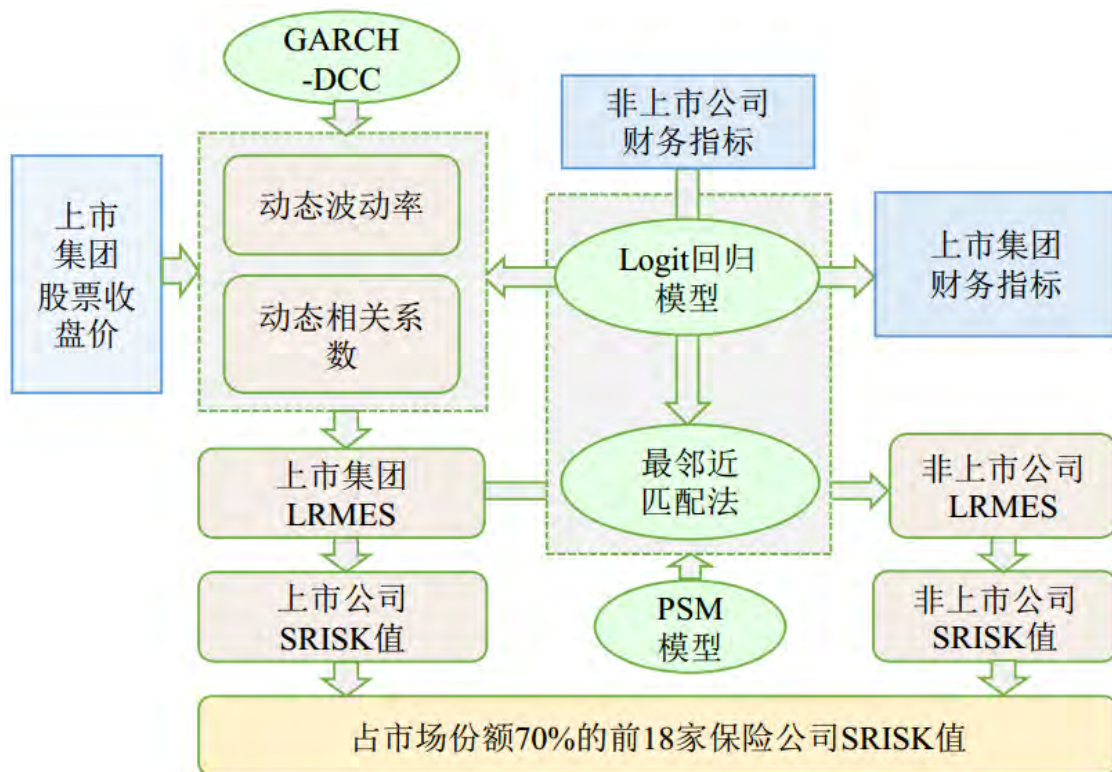 GARCH
-DCC
非上市公司
财务指标
上市
集团
股票收
盘价
动态波动率
动态相关系
数
Logit回归
模型
上市集团
财务指标
上市集团
LRMES
最邻近
匹配法
非上市公司
LRMES
上市公司
SRISK值
PSM
模型
非上市公司
SRISK值
占市场份额70%的前18家保险公司SRISK值